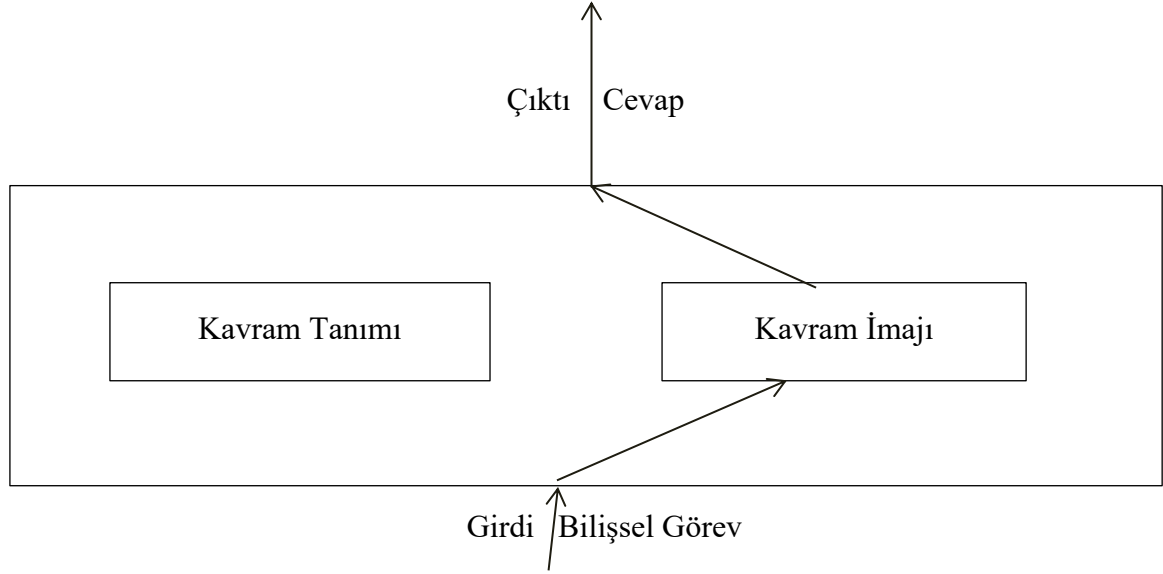 Çıktı Cevap
Kavram Tanımı Kavram İmajı
Girdi Bilişsel Görev